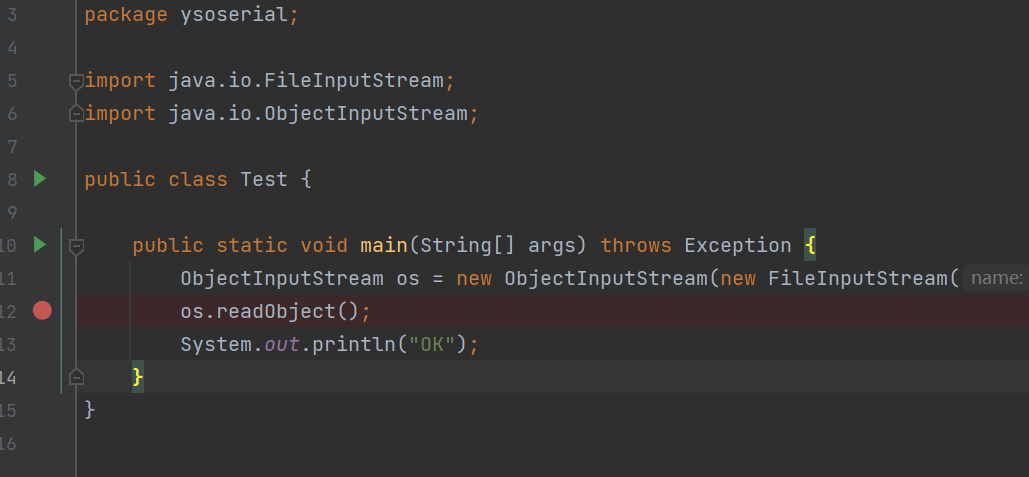 3 package ysoserial;
4
5 import java.io.FileInputStream;
6 import java.io.ObjectInputStream;
7
8 public class Test {
9
10 public static void main(String[] args) throws Exception {
11 ObjectInputStream os = new ObjectInputStream(new FileInputStream( name:
12 os.readObject();
13 System.out.println("OK");
14 }
15 }
16